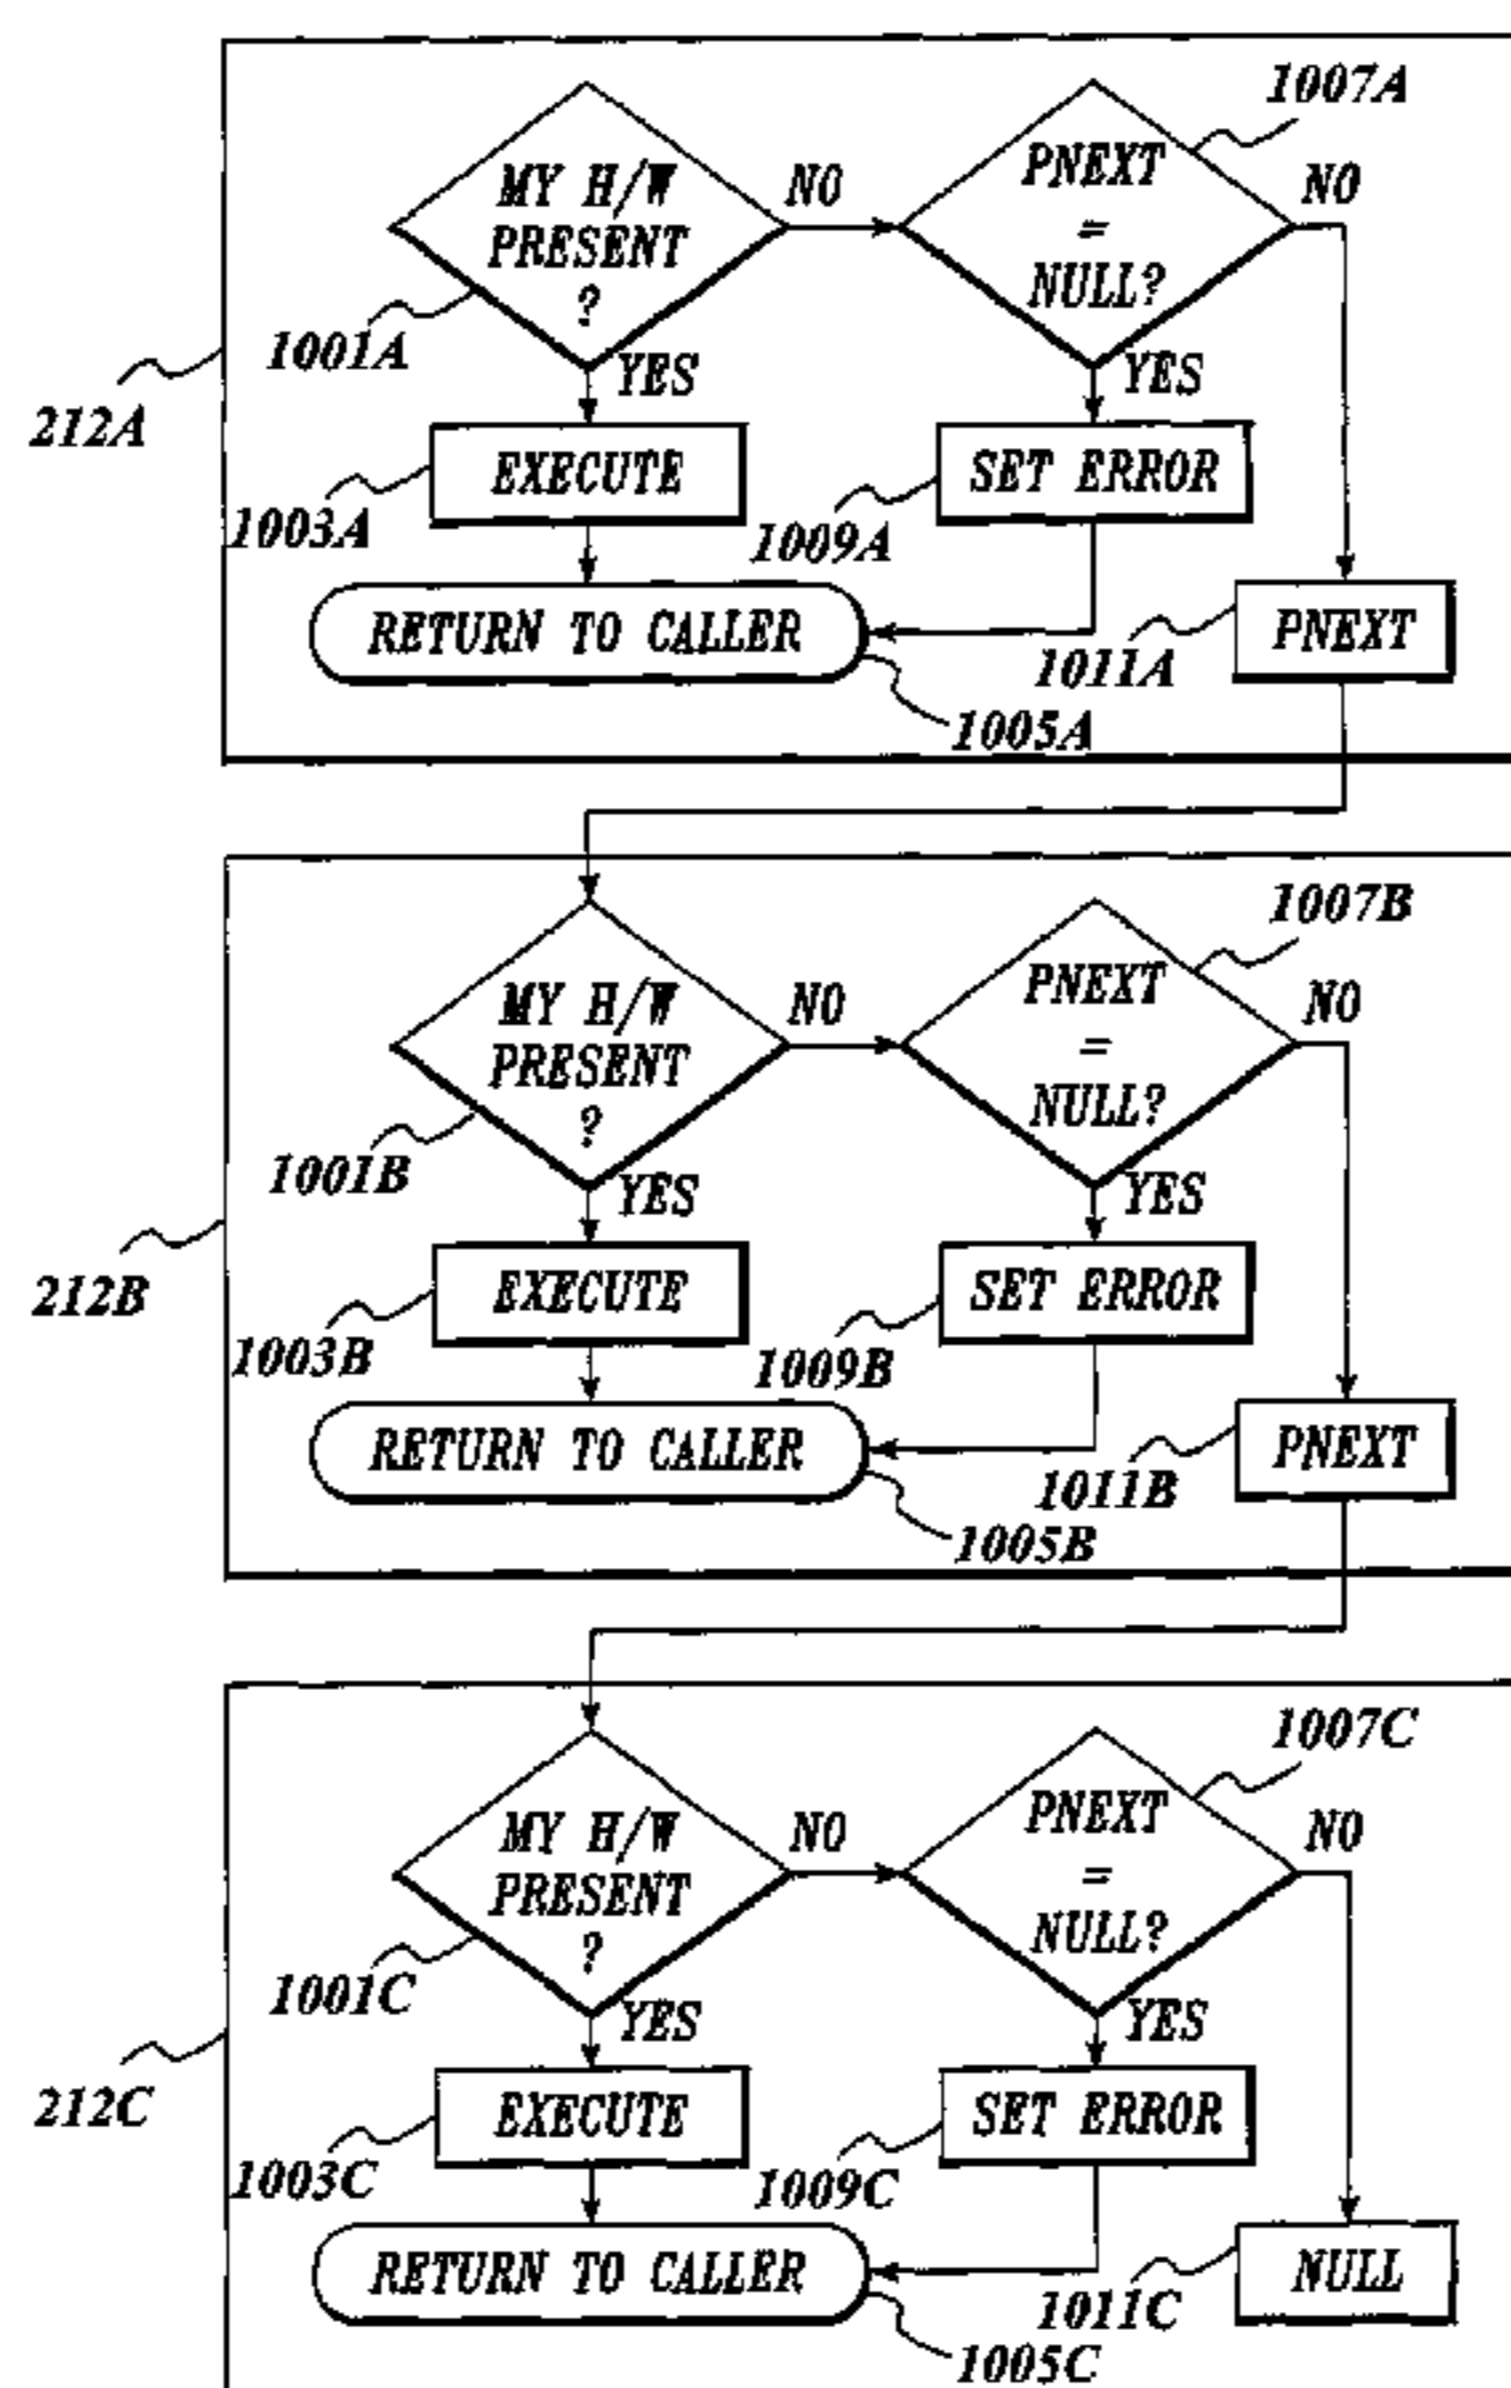 1007A
MY H/W
PRESENT
?
NO
PNEXT
=
NULL?
NO
1001A
YES
YES
212A
EXECUTE
SET ERROR
1003A
1009A
RETURN TO CALLER
1011A
PNEXT
1005A
1007B
MY H/W
PRESENT
?
NO
PNEXT
=
NULL?
NO
1001B
YES
YES
212B
EXECUTE
SET ERROR
1003B
1009B
RETURN TO CALLER
1011B
PNEXT
1005B
1007C
MY H/W
PRESENT
?
NO
PNEXT
=
NULL?
NO
1001C
YES
YES
212C
EXECUTE
SET ERROR
1003C
1009C
RETURN TO CALLER
1011C
NULL
1005C